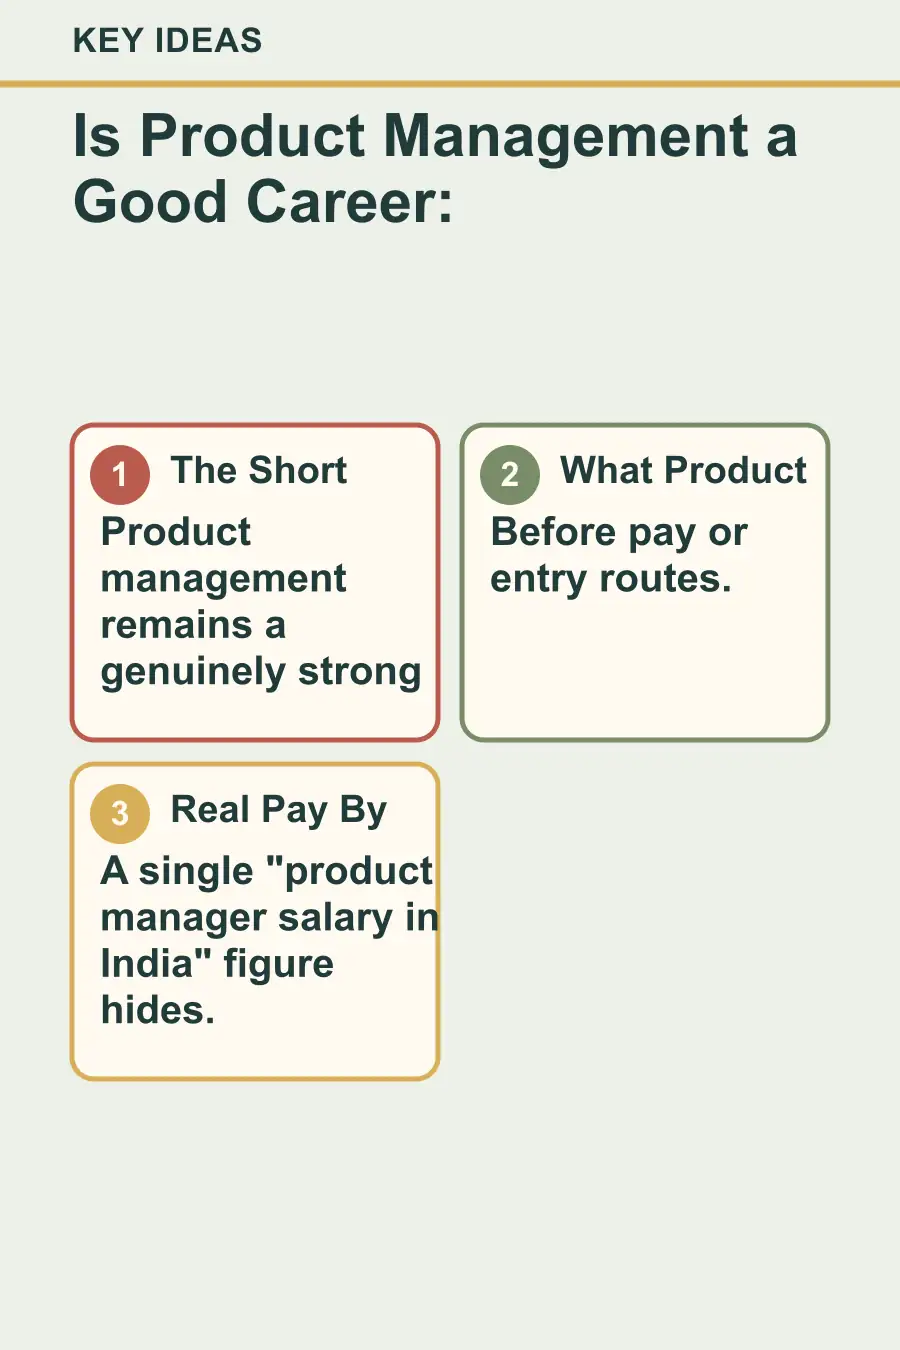 KEY IDEAS
Is Product Management a
Good Career:
1 The Short
Product
management
remains a
genuinely strong
2 What Product
Before pay or
entry routes.
3 Real Pay By
A single "product
manager salary in
India" figure
hides.